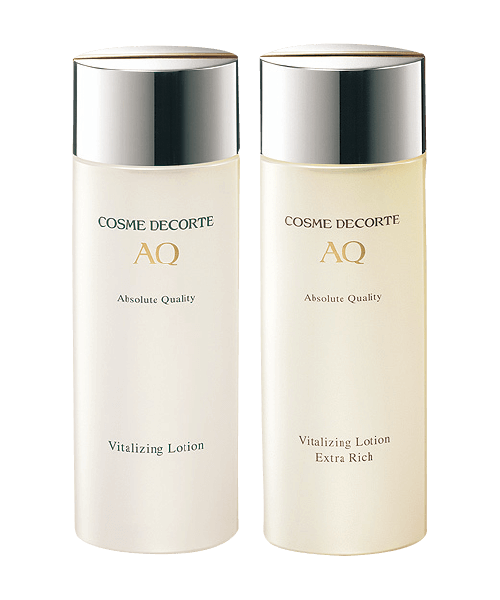 COSME DECORTE
AQ
Absolute Quality
Vitalizing Lotion
COSME DECORTE
AQ
Absolute Quality
Vitalizing Lotion
Extra Rich